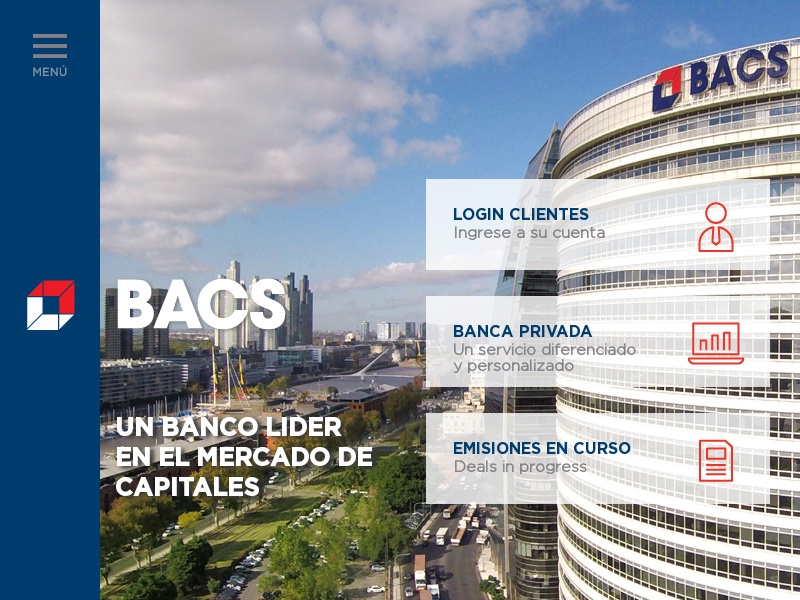 MENÚ
BACS
BACS
UN BANCO LIDER
EN EL MERCADO DE
CAPITALES
LOGIN CLIENTES
Ingrese a su cuenta
BANCA PRIVADA
Un servicio diferenciado
y personalizado
EMISIONES EN CURSO
Deals in progress